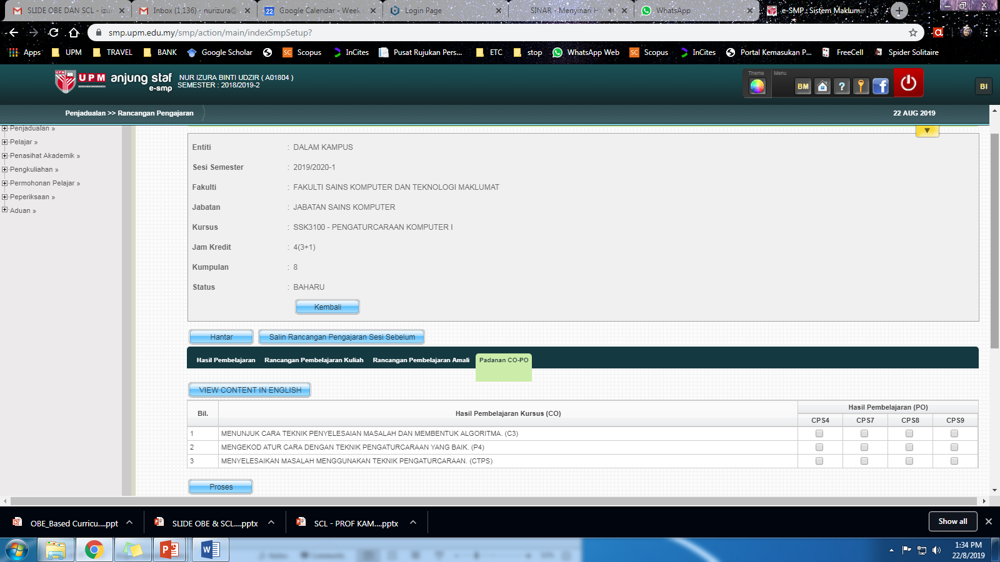 SLIDE OBE DAN SCL - izur
Inbox (1,136) - nurizura@
Google Calendar - Week
Login Page
SINAR - Menyinari H
WhatsApp
e-SMP : Sistem Maklumat
smp.upm.edu.my/smp/action/main/indexSmpSetup?
Apps UPM TRAVEL BANK Google Scholar Scopus InCites Pusat Rujukan Pers... ETC stop WhatsApp Web Scopus InCites Portal Kemasukan P... FreeCell Spider Solitaire
UPM anjung staf e-smp
NUR IZURA BINTI UDZIR ( A01804 )
SEMESTER : 2018/2019-2
Theme Menu
BM
BI
Penjadualan >> Rancangan Pengajaran
22 AUG 2019
Penjadualan »
Pelajar »
Penasihat Akademik »
Pengkuliahan »
Permohonan Pelajar »
Peperiksaan »
Aduan »
Entiti : DALAM KAMPUS
Sesi Semester : 2019/2020-1
Fakulti : FAKULTI SAINS KOMPUTER DAN TEKNOLOGI MAKLUMAT
Jabatan : JABATAN SAINS KOMPUTER
Kursus : SSK3100 - PENGATURCARAAN KOMPUTER I
Jam Kredit : 4(3+1)
Kumpulan : 8
Status : BAHARU
Kembali
Hantar Salin Rancangan Pengajaran Sesi Sebelum
Hasil Pembelajaran Rancangan Pembelajaran Kuliah Rancangan Pembelajaran Amali Padanan CO-PO
VIEW CONTENT IN ENGLISH
Bil. Hasil Pembelajaran Kursus (CO) Hasil Pembelajaran (PO)
CPS4 CPS7 CPS8 CPS9
1 MENUNJUK CARA TEKNIK PENYELESAIAN MASALAH DAN MEMBENTUK ALGORITMA. (C3)
2 MENGEKOD ATUR CARA DENGAN TEKNIK PENGATURCARAAN YANG BAIK. (P4)
3 MENYELESAIKAN MASALAH MENGGUNAKAN TEKNIK PENGATURCARAAN. (CTPS)
Proses
OBE_Based Curricu....ppt
SLIDE OBE & SCL....pptx
SCL - PROF KAM....pptx
Show all
1:34 PM
22/8/2019